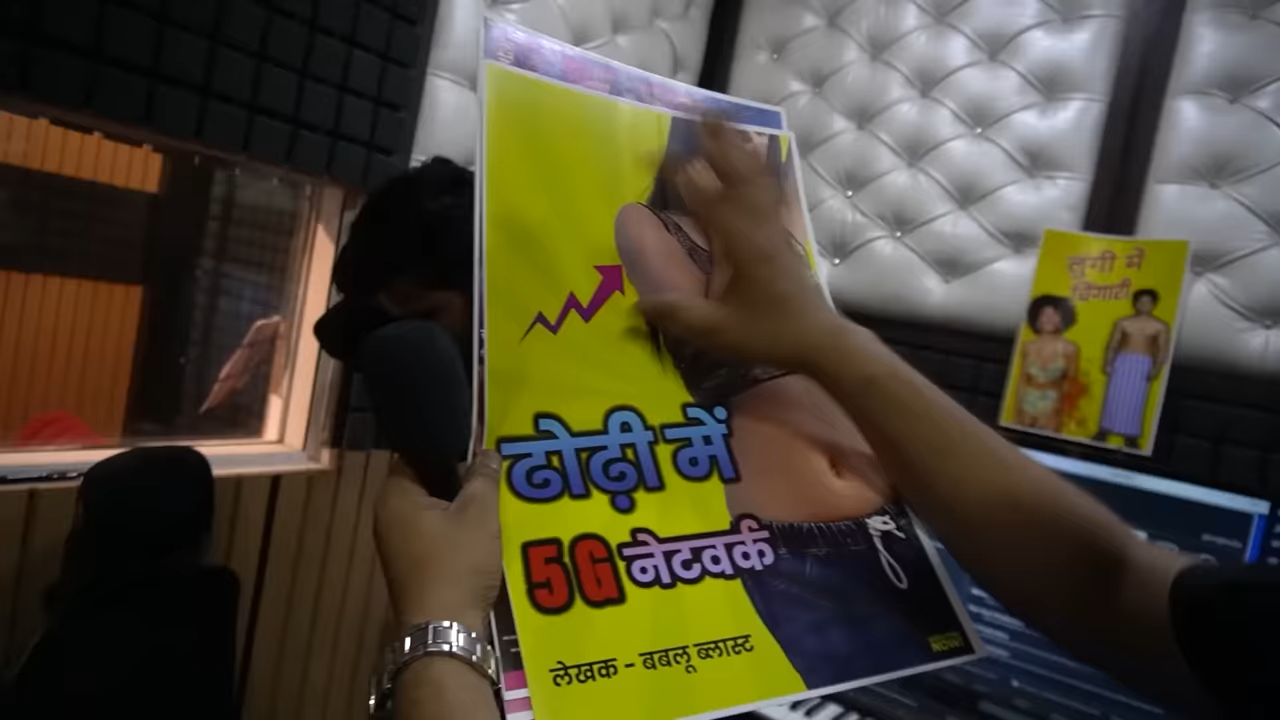 ढोढ़ी में
5G नेटवर्क
लेखक - बबलू ब्लास्ट
लुंगी में
चिंगारी